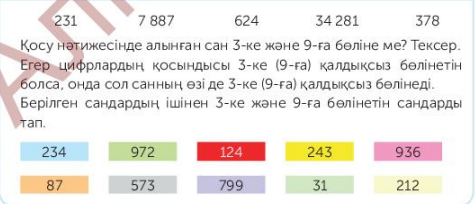 231 7 887 624 34 281 378
Қосу нәтижесінде алынған сан 3-ке және 9-ға бөліне ме? Тексер.
Егер цифрлардың қосындысы 3-ке (9-ға) қалдықсыз бөлінетін
болса, онда сол санның өзі де 3-ке (9-ға) қалдықсыз бөлінеді.
Берілген сандардың ішінен 3-ке және 9-ға бөлінетін сандарды
тап.
234 972 124 243 936
87 573 799 31 212